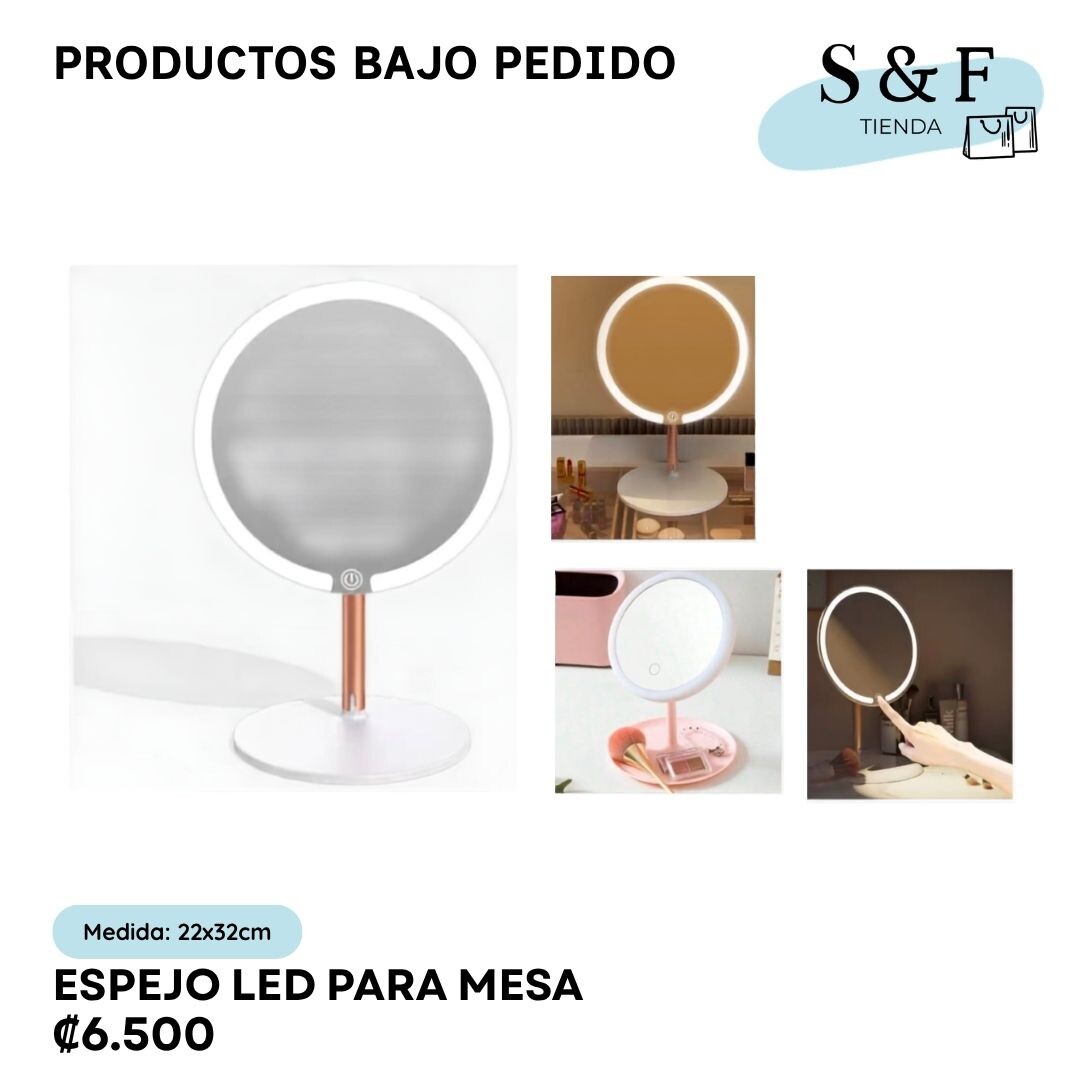 PRODUCTOS BAJO PEDIDO
S & F
TIENDA
Medida: 22x32cm
ESPEJO LED PARA MESA
₡6.500